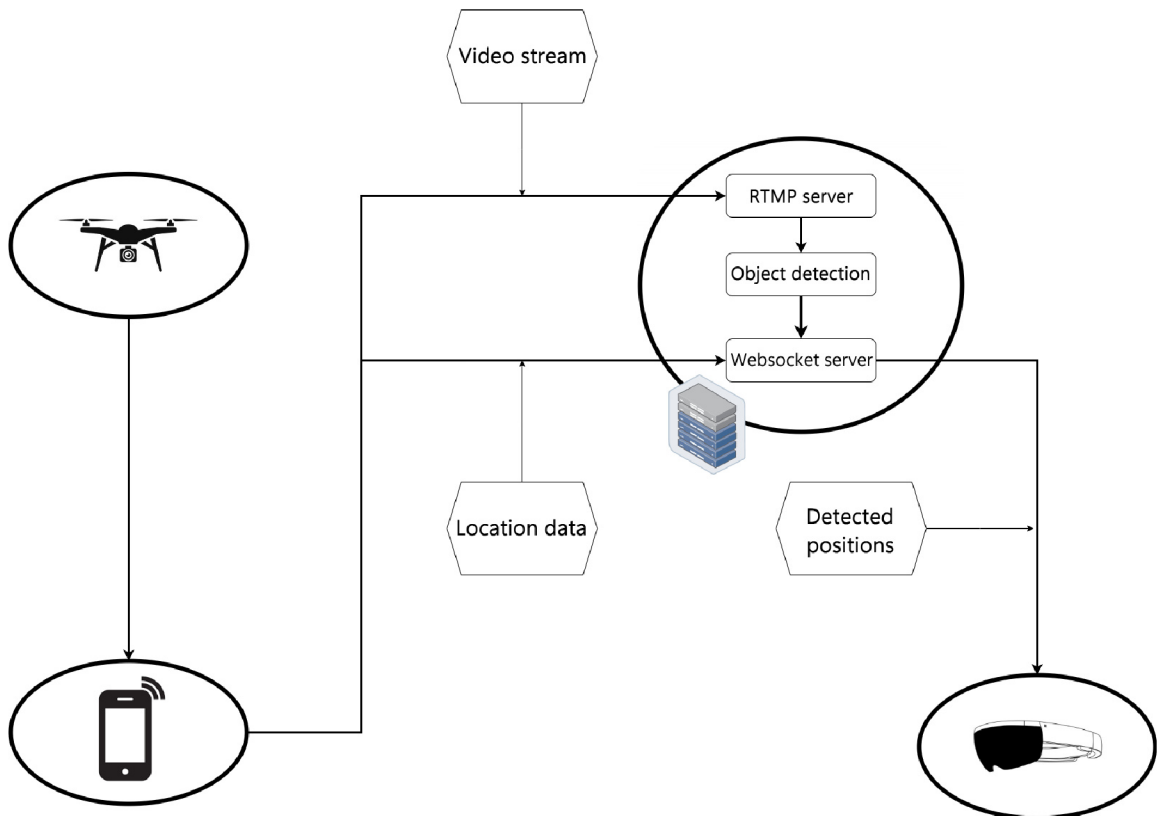 Video stream
RTMP server
Object detection
Websocket server
Location data
Detected
positions